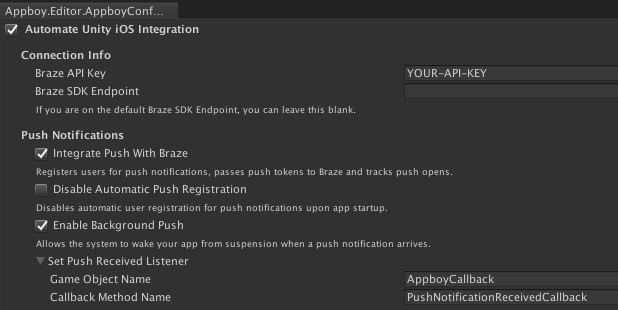 Appboy.Editor.AppboyConf...
Automate Unity iOS Integration
Connection Info
Braze API Key YOUR-API-KEY
Braze SDK Endpoint
If you are on the default Braze SDK Endpoint, you can leave this blank.
Push Notifications
Integrate Push With Braze
Registers users for push notifications, passes push tokens to Braze and tracks push opens.
Disable Automatic Push Registration
Disables automatic user registration for push notifications upon app startup.
Enable Background Push
Allows the system to wake your app from suspension when a push notification arrives.
Set Push Received Listener
Game Object Name AppboyCallback
Callback Method Name PushNotificationReceivedCallback